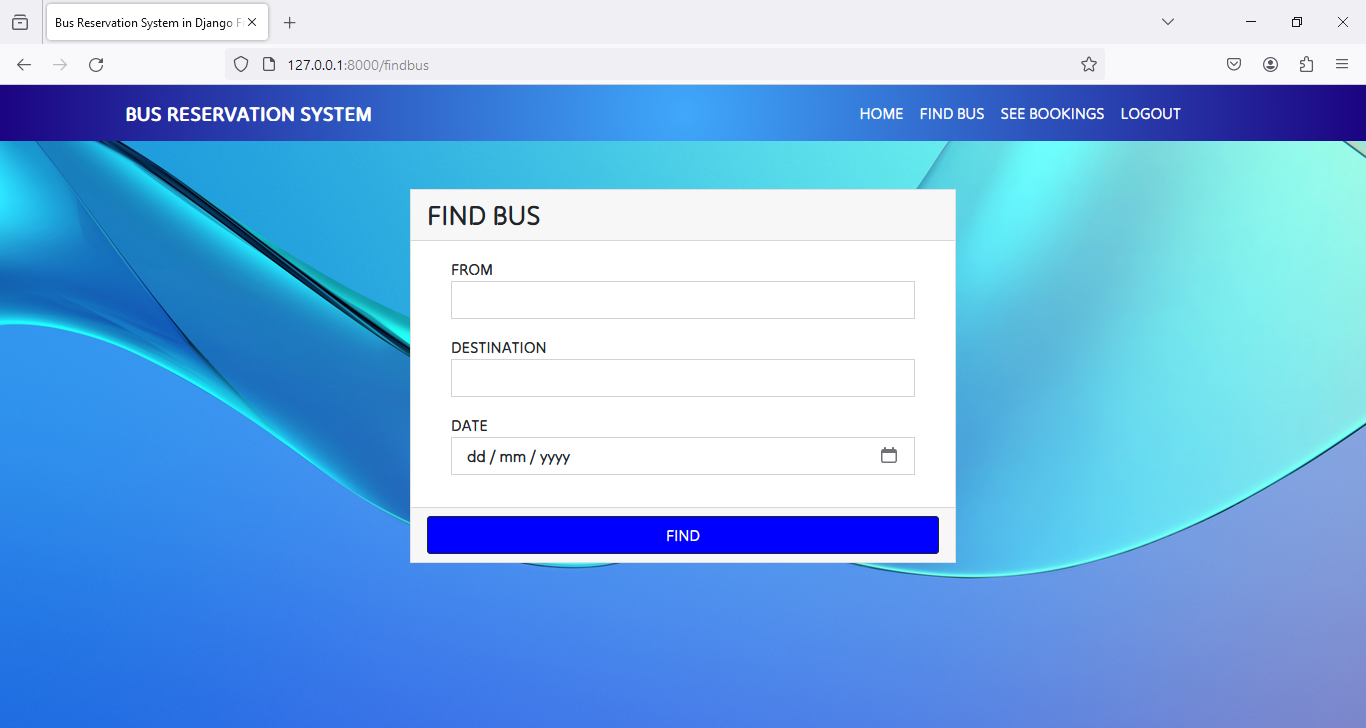 Bus Reservation System in Django
127.0.0.1:8000/findbus
BUS RESERVATION SYSTEM
HOME FIND BUS SEE BOOKINGS LOGOUT
FIND BUS
FROM
DESTINATION
DATE
dd / mm / yyyy
FIND